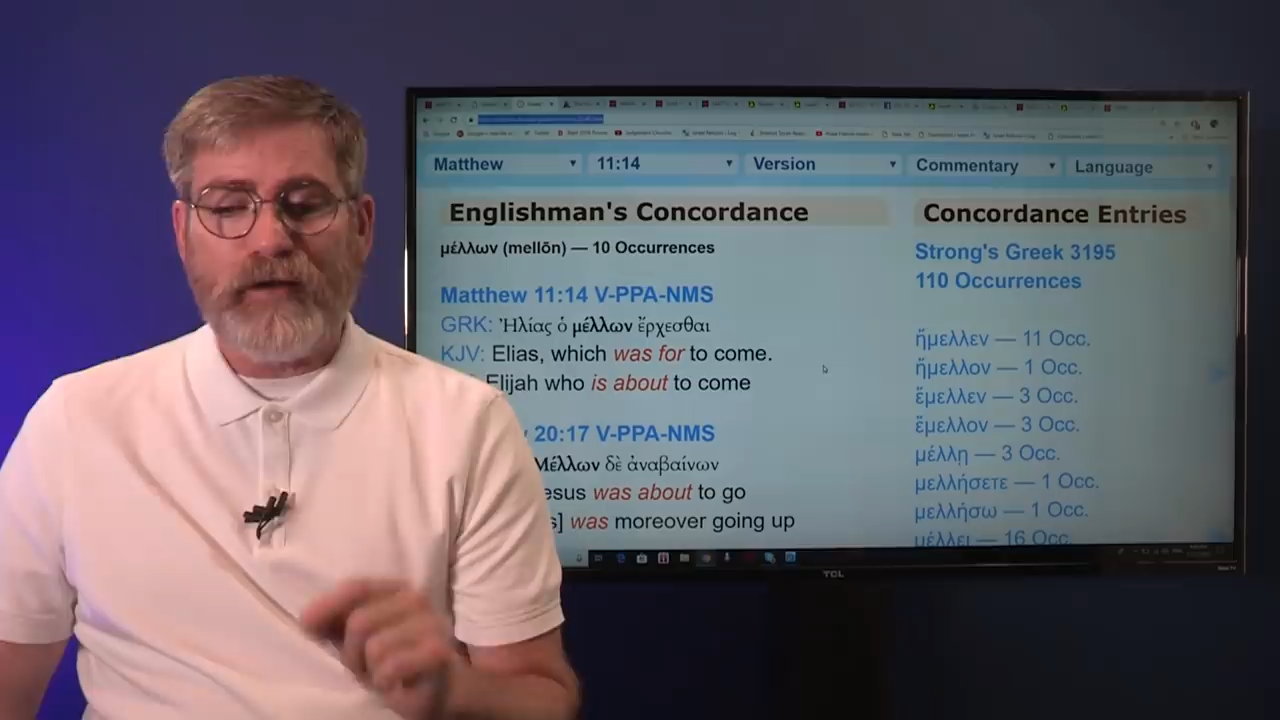 Matthew
11:14
Version
Commentary
Language
Englishman's Concordance
μέλλων (mellōn) — 10 Occurrences
Matthew 11:14 V-PPA-NMS
GRK: Ἠλίας ὁ μέλλων ἔρχεσθαι
KJV: Elias, which was for to come.
Elijah who is about to come
20:17 V-PPA-NMS
Μέλλων δὲ ἀναβαίνων
esus was about to go
s] was moreover going up
Concordance Entries
Strong's Greek 3195
110 Occurrences
ἤμελλεν — 11 Occ.
ἤμελλον — 1 Occ.
ἔμελλεν — 3 Occ.
ἔμελλον — 3 Occ.
μέλλῃ — 3 Occ.
μελλήσετε — 1 Occ.
μελλήσω — 1 Occ.
μέλλει — 16 Occ.
TCL